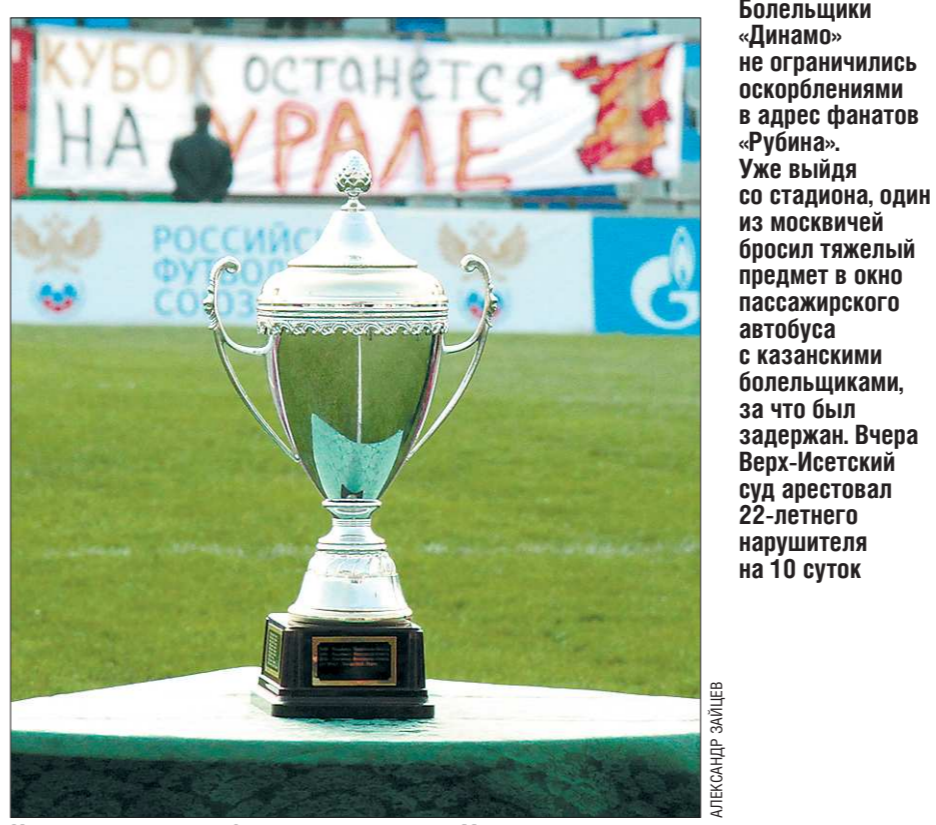 КУБОК ОСТАНЕТСЯ
НА УРАЛЕ
РОССИЙС
ФУТБОЛ
СОЮЗ
G
Болельщики
«Динамо»
не ограничились
оскорблениями
в адрес фанатов
«Рубина».
Уже выйдя
со стадиона, один
из москвичей
бросил тяжелый
предмет в окно
пассажирского
автобуса
с казанскими
болельщиками,
за что был
задержан. Вчера
Верх-Исетский
суд арестовал
22-летнего
нарушителя
на 10 суток
АЛЕКСАНДР ЗАЙЦЕВ